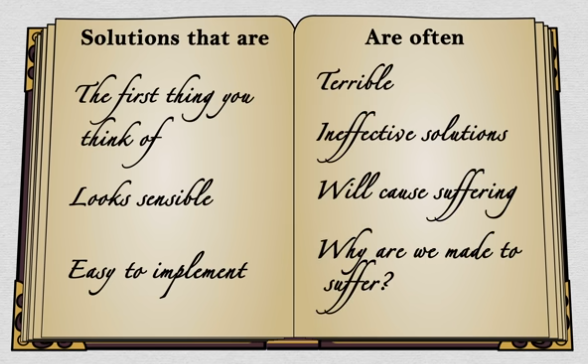 Solutions that are
The first thing you
think of
Looks sensible
Easy to implement
Are often
Terrible
Ineffective solutions
Will cause suffering
Why are we made to
suffer?